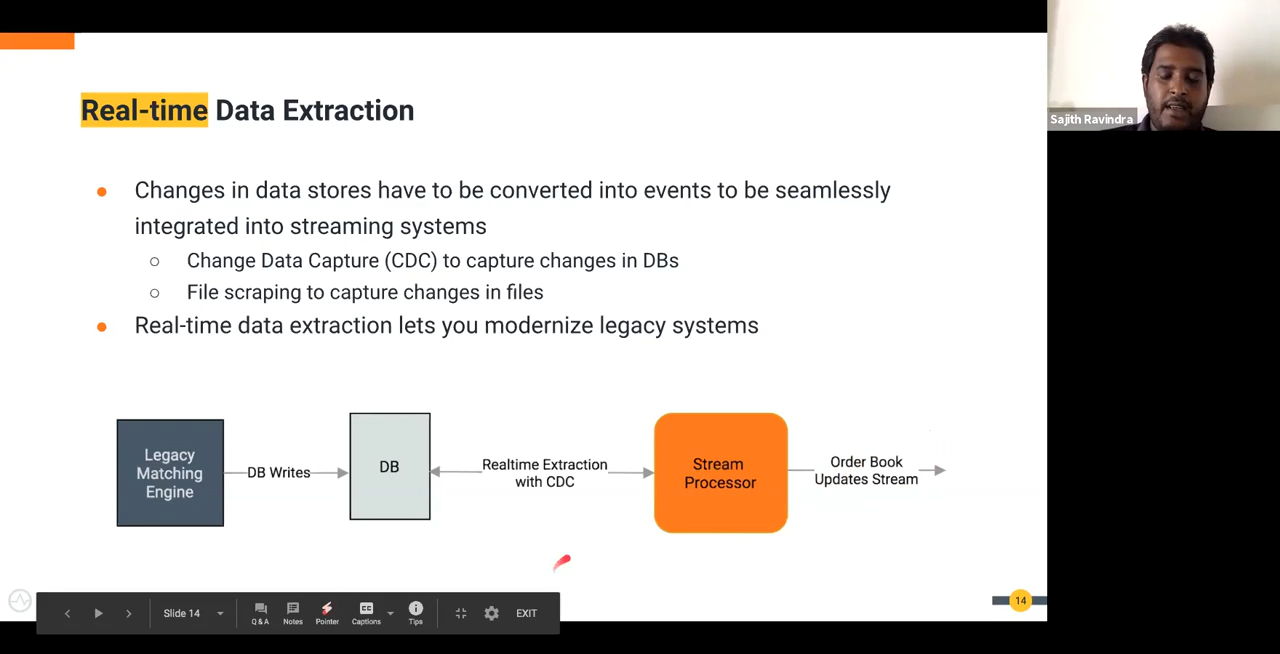 Real-time Data Extraction
Sajith Ravindra
Changes in data stores have to be converted into events to be seamlessly
integrated into streaming systems
Change Data Capture (CDC) to capture changes in DBs
File scraping to capture changes in files
Real-time data extraction lets you modernize legacy systems
Legacy
Matching
Engine
DB Writes
DB
Realtime Extraction
with CDC
Stream
Processor
Order Book
Updates Stream
14
Slide 14
Q & A
Notes
Pointer
CC
Captions
Tips
EXIT